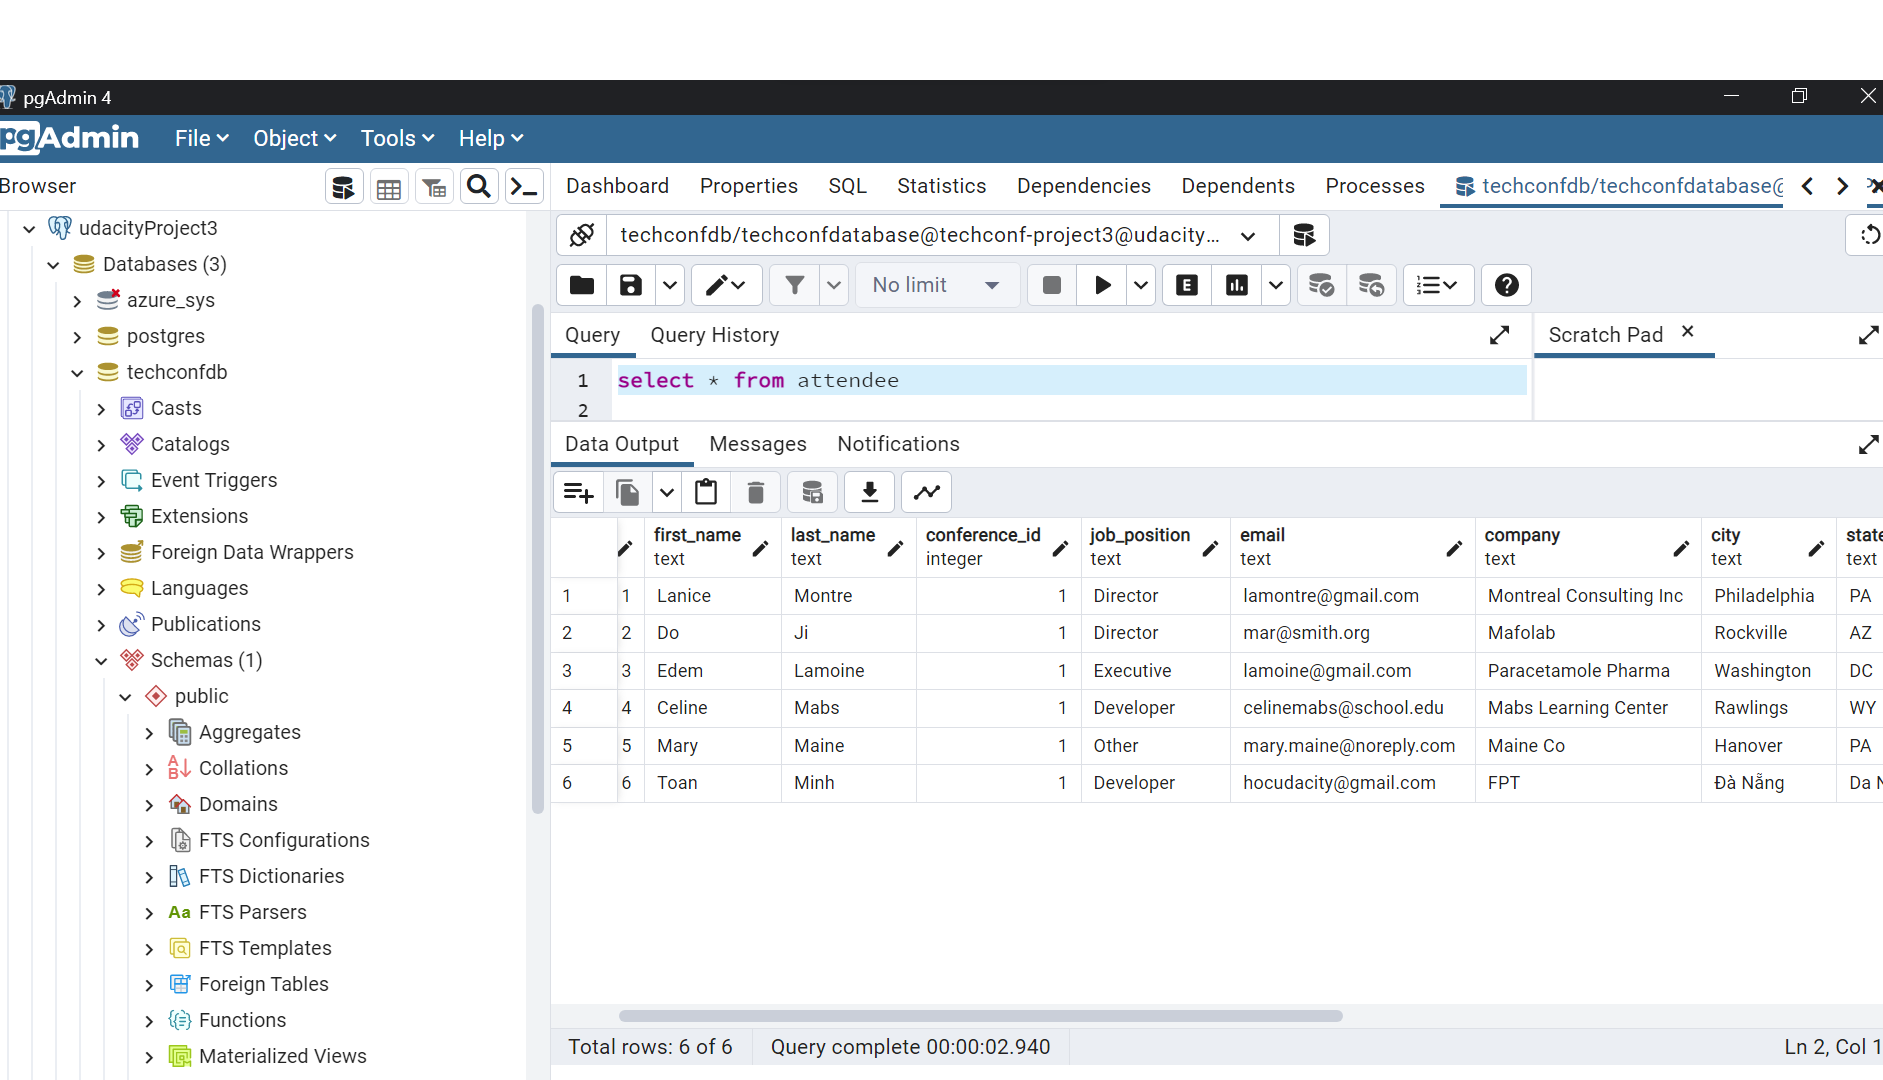 pgAdmin 4
pgAdmin File Object Tools Help
Browser
Dashboard Properties SQL Statistics Dependencies Dependents Processes techconfdb/techconfdatabase@
udacityProject3
Databases (3)
azure_sys
postgres
techconfdb
Casts
Catalogs
Event Triggers
Extensions
Foreign Data Wrappers
Languages
Publications
Schemas (1)
public
Aggregates
Collations
Domains
FTS Configurations
FTS Dictionaries
Aa FTS Parsers
FTS Templates
Foreign Tables
Functions
Materialized Views
techconfdb/techconfdatabase@techconf-project3@udacity...
No limit E
Query Query History Scratch Pad
1 select * from attendee
2
Data Output Messages Notifications
first_name last_name conference_id job_position email company city state
text text integer text text text text text
1 1 Lanice Montre 1 Director lamontre@gmail.com Montreal Consulting Inc Philadelphia PA
2 2 Do Ji 1 Director mar@smith.org Mafolab Rockville AZ
3 3 Edem Lamoine 1 Executive lamoine@gmail.com Paracetamole Pharma Washington DC
4 4 Celine Mabs 1 Developer celinemabs@school.edu Mabs Learning Center Rawlings WY
5 5 Mary Maine 1 Other mary.maine@noreply.com Maine Co Hanover PA
6 6 Toan Minh 1 Developer hocudacity@gmail.com FPT Đà Nẵng Da
Total rows: 6 of 6 Query complete 00:00:02.940 Ln 2, Col 1